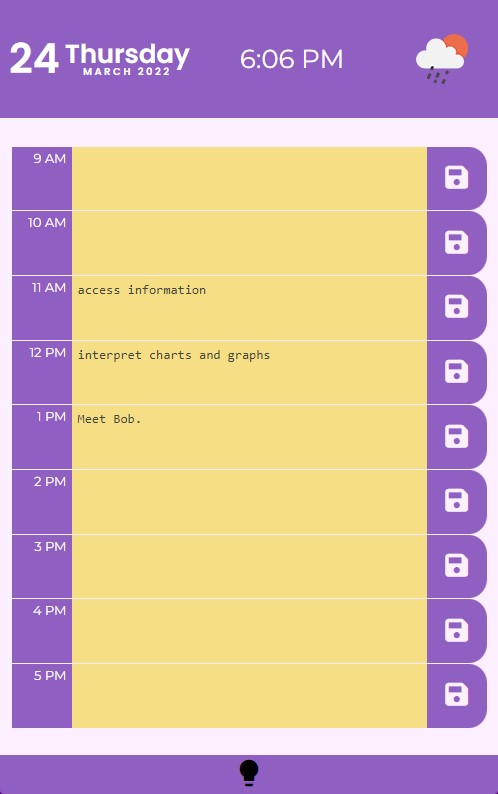 24 Thursday
MARCH 2022
6:06 PM
9 AM
10 AM
11 AM access information
12 PM interpret charts and graphs
1 PM Meet Bob.
2 PM
3 PM
4 PM
5 PM